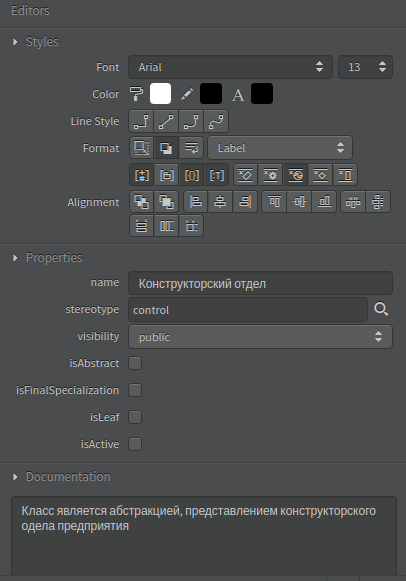 Editors
Styles
Font Arial 13
Color A
Line Style
Format Label
Alignment
Properties
name Конструкторский отдел
stereotype control
visibility public
isAbstract
isFinalSpecialization
isLeaf
isActive
Documentation
Класс является абстракцией, представлением конструкторского
одела предприятия